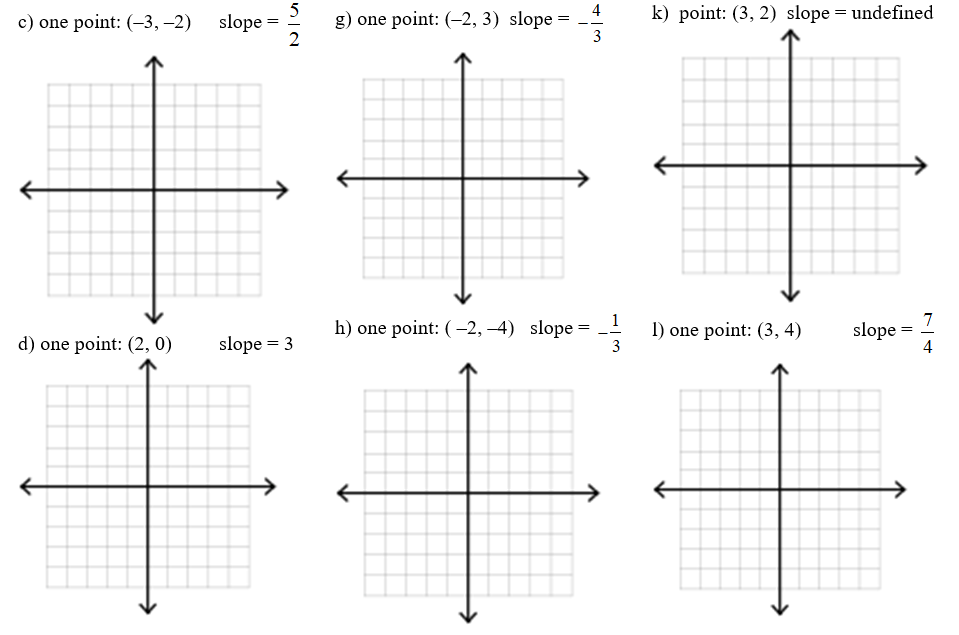 c) one point: (–3, –2) slope = 5/2
g) one point: (–2, 3) slope = –4/3
k) point: (3, 2) slope = undefined
d) one point: (2, 0) slope = 3
h) one point: ( –2, –4) slope = –1/3
l) one point: (3, 4) slope = 7/4